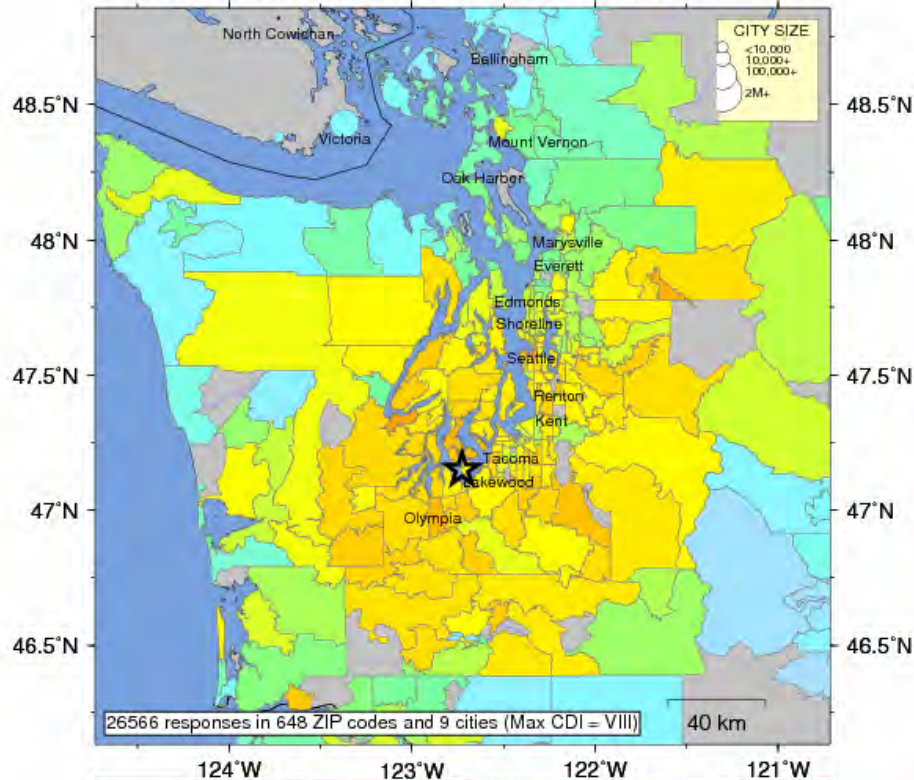 North Cowichan
CITY SIZE
<10,000
10,000+
100,000+
2M+
Bellingham
48.5°N
48.5°N
Victoria
Mount Vernon
Oak Harbor
48°N
48°N
Marysville
Everett
Edmonds
Shoreline
Seattle
47.5°N
47.5°N
Renton
Kent
Tacoma
Lakewood
47°N
47°N
Olympia
46.5°N
46.5°N
26566 responses in 648 ZIP codes and 9 cities (Max CDI = VIII)
40 km
124°W
123°W
122°W
121°W